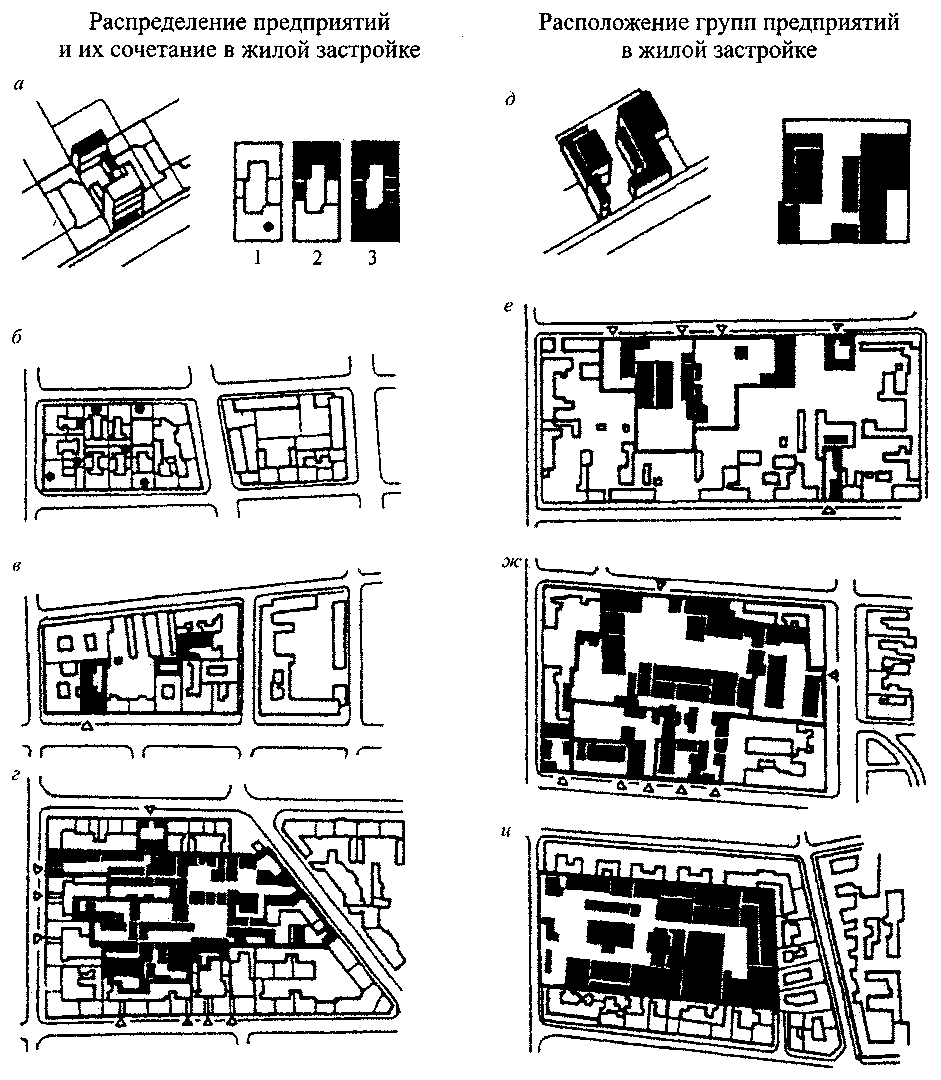 Распределение предприятий
и их сочетание в жилой застройке
Расположение групп предприятий
в жилой застройке
а
1 2 3
д
б
е
в
ж
г
и